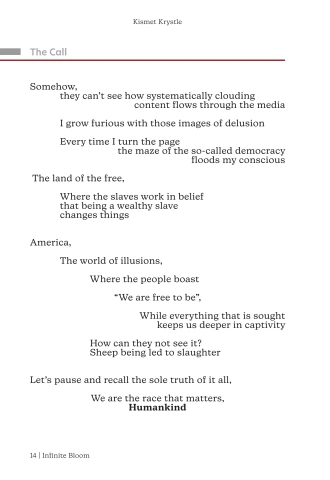 Kismet Krystle
The Call
Somehow,
they can't see how systematically clouding
content flows through the media
I grow furious with those images of delusion
Every time I turn the page
the maze of the so-called democracy
floods my conscious
The land of the free,
Where the slaves work in belief
that being a wealthy slave
changes things
America,
The world of illusions,
Where the people boast
“We are free to be”,
While everything that is sought
keeps us deeper in captivity
How can they not see it?
Sheep being led to slaughter
Let's pause and recall the sole truth of it all,
We are the race that matters,
Humankind
14 | Infinite Bloom